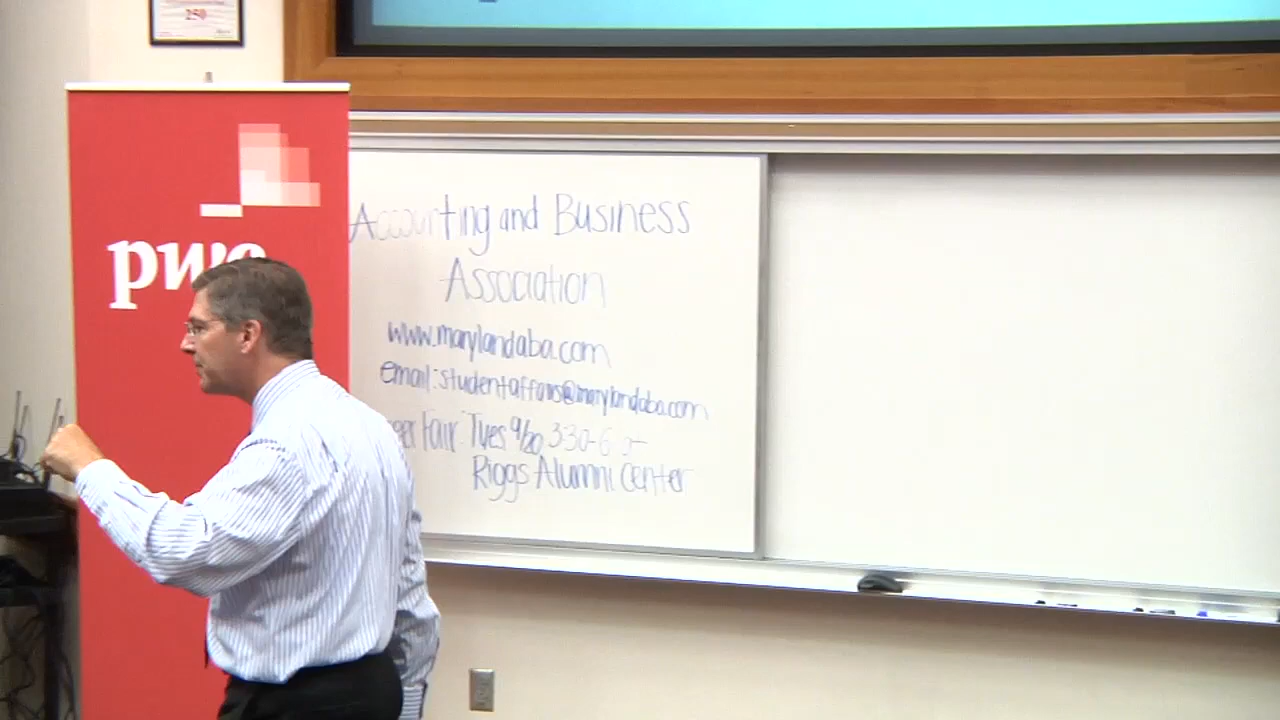 250
pwc
Accounting and Business
Association
www.marylandaba.com
email: studentaffairs@marylandaba.com
Fair: Tues 9/20 3:30-6
Riggs Alumni Center